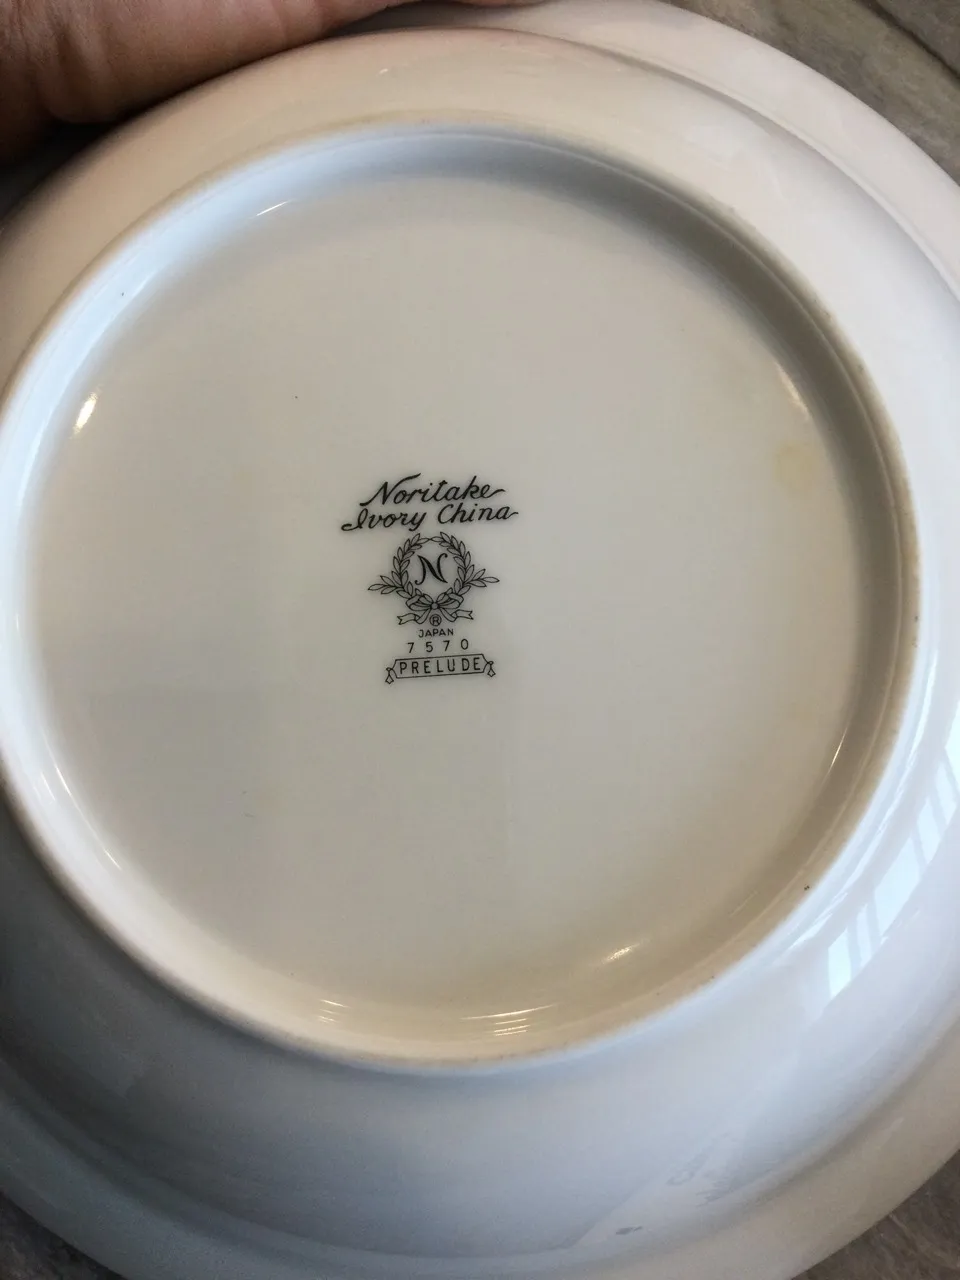 Noritake
Ivory China
N
®
JAPAN
7570
PRELUDE